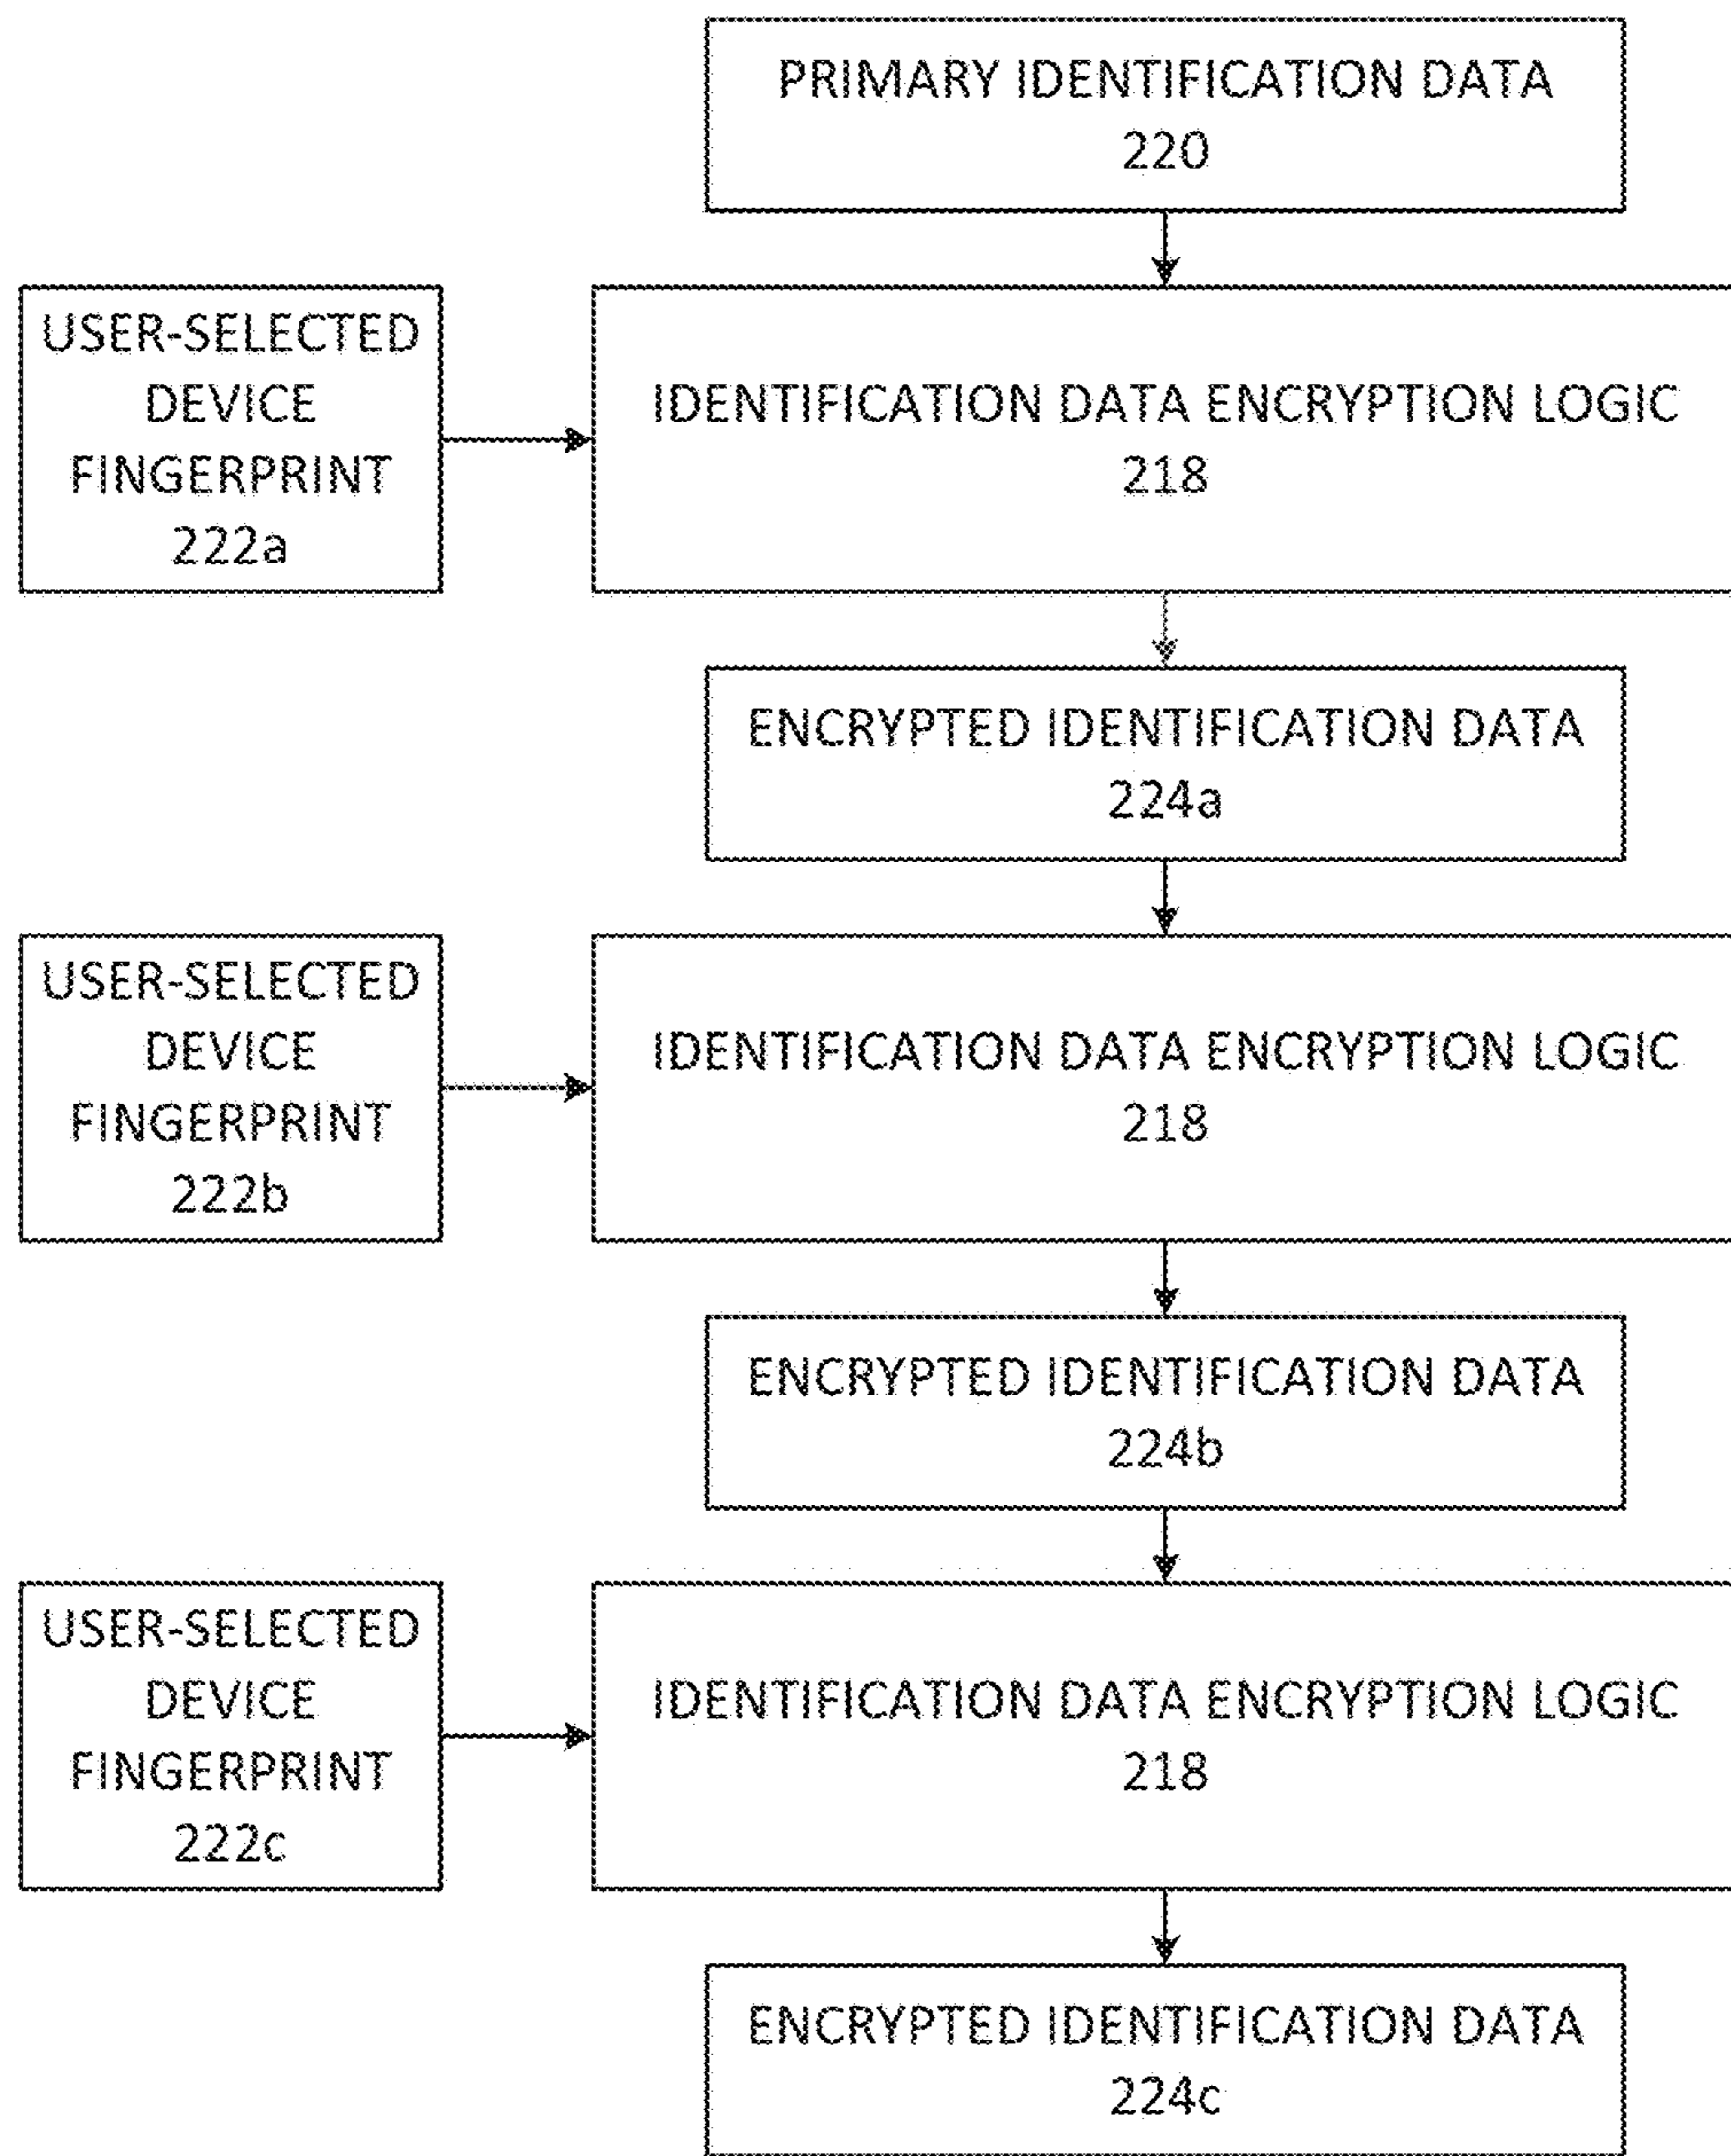 PRIMARY IDENTIFICATION DATA
220
USER-SELECTED
DEVICE
FINGERPRINT
222a
IDENTIFICATION DATA ENCRYPTION LOGIC
218
ENCRYPTED IDENTIFICATION DATA
224a
USER-SELECTED
DEVICE
FINGERPRINT
222b
IDENTIFICATION DATA ENCRYPTION LOGIC
218
ENCRYPTED IDENTIFICATION DATA
224b
USER-SELECTED
DEVICE
FINGERPRINT
222c
IDENTIFICATION DATA ENCRYPTION LOGIC
218
ENCRYPTED IDENTIFICATION DATA
224c